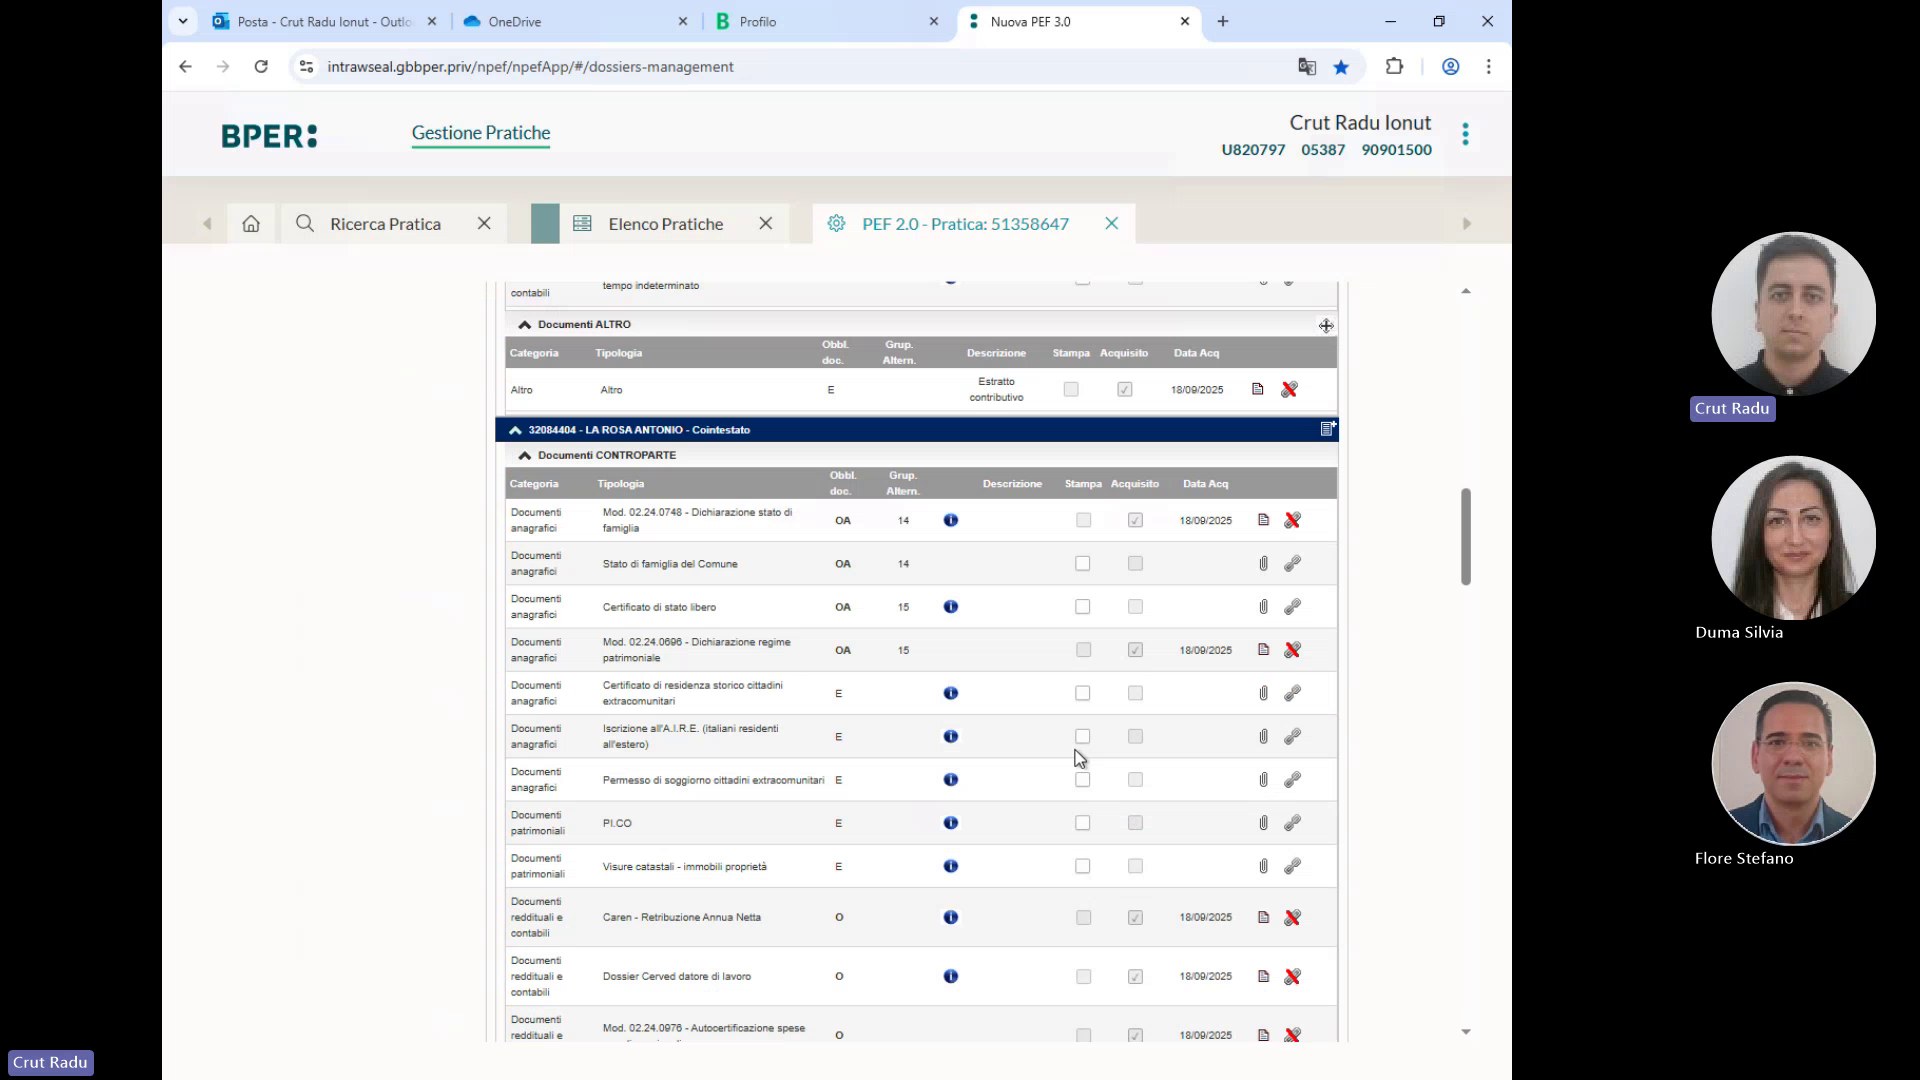 Posta - Crut Radu Ionut - Outlo
OneDrive
Profilo
Nuova PEF 3.0
intrawseal.gbbper.priv/npef/npefApp/#/dossiers-management
BPER:
Gestione Pratiche
Crut Radu Ionut
U820797 05387 90901500
Ricerca Pratica
Elenco Pratiche
PEF 2.0 - Pratica: 51358647
contabili
tempo indeterminato
Documenti ALTRO
Categoria Tipologia Obbl. doc. Grup. Altern. Descrizione Stampa Acquisito Data Acq
Altro Altro E Estratto contributivo 18/09/2025
32084404 - LA ROSA ANTONIO - Cointestato
Documenti CONTROPARTE
Categoria Tipologia Obbl. doc. Grup. Altern. Descrizione Stampa Acquisito Data Acq
Documenti anagrafici Mod. 02.24.0748 - Dichiarazione stato di famiglia OA 14 18/09/2025
Documenti anagrafici Stato di famiglia del Comune OA 14
Documenti anagrafici Certificato di stato libero OA 15
Documenti anagrafici Mod. 02.24.0696 - Dichiarazione regime patrimoniale OA 15 18/09/2025
Documenti anagrafici Certificato di residenza storico cittadini extracomunitari E
Documenti anagrafici Iscrizione all'A.I.R.E. (italiani residenti all'estero) E
Documenti anagrafici Permesso di soggiorno cittadini extracomunitari E
Documenti patrimoniali PI.CO E
Documenti patrimoniali Visure catastali - immobili proprietà E
Documenti reddituali e contabili Caren - Retribuzione Annua Netta O 18/09/2025
Documenti reddituali e contabili Dossier Cerved datore di lavoro O 18/09/2025
Documenti reddituali e Mod. 02.24.0976 - Autocertificazione spese O 18/09/2025
Crut Radu
Duma Silvia
Flore Stefano
Crut Radu